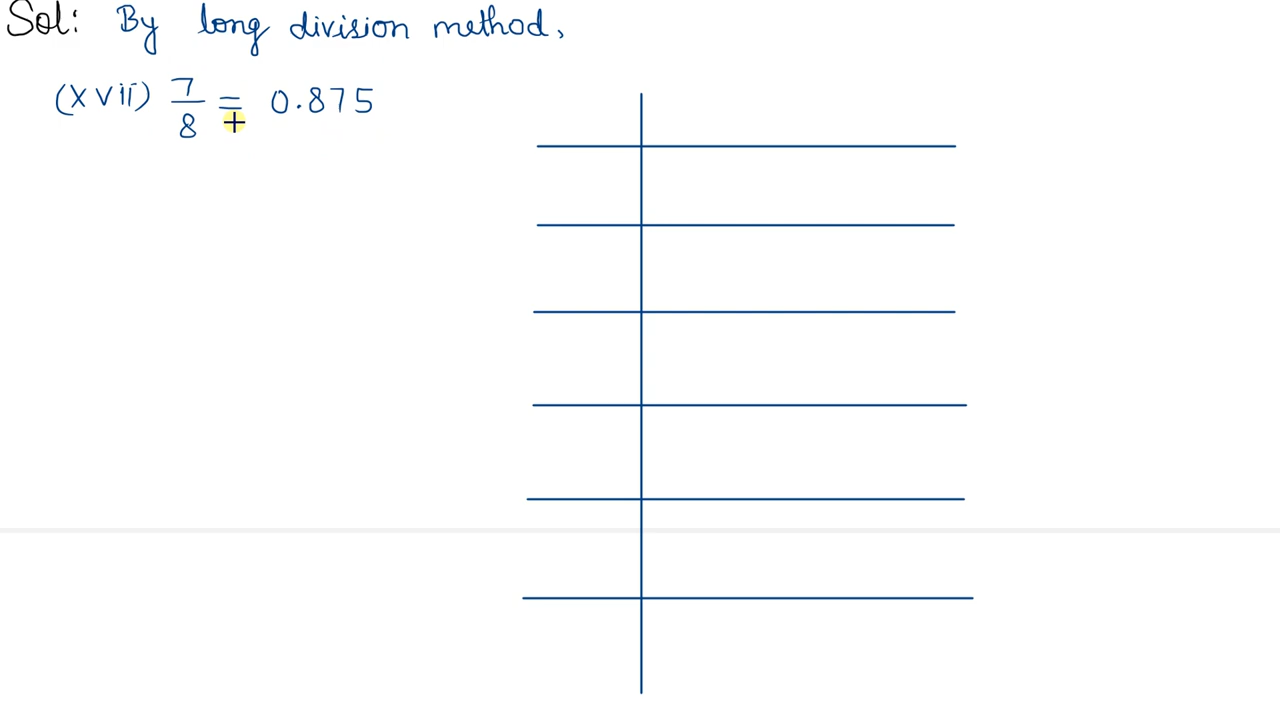 Sol: By long division method,
(XVII) 7/8 = 0.875